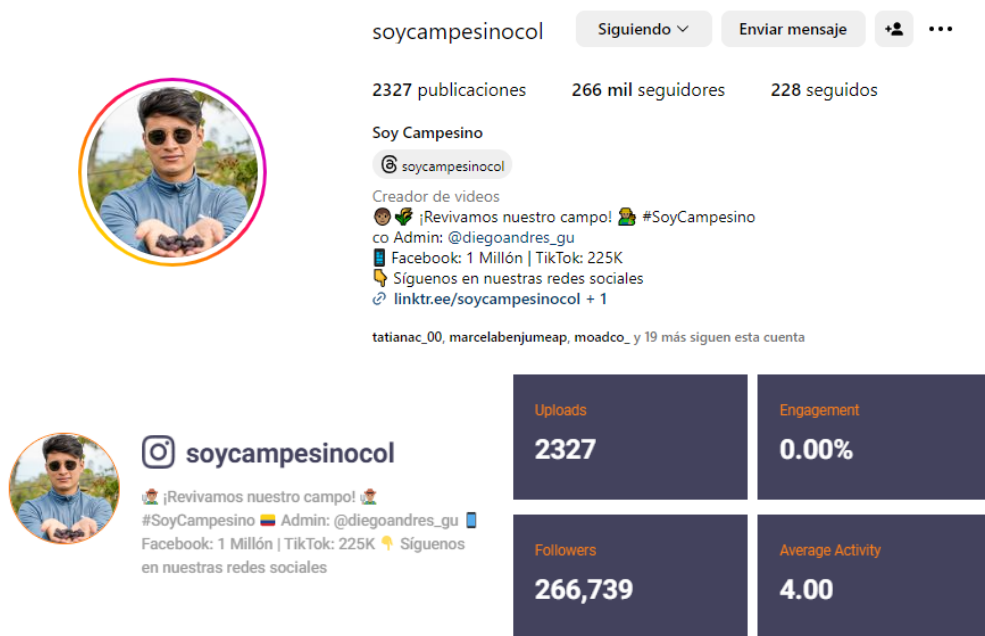 soycampesinocol
Siguiendo
Enviar mensaje
2327 publicaciones
266 mil seguidores
228 seguidos
Soy Campesino
soycampesinocol
Creador de videos
¡Revivamos nuestro campo! #SoyCampesino
co Admin: @diegoandres_gu
Facebook: 1 Millón | TikTok: 225K
Síguenos en nuestras redes sociales
linktr.ee/soycampesinocol + 1
tatianac_00, marcelabenjumeap, moadco_ y 19 más siguen esta cuenta
soycampesinocol
¡Revivamos nuestro campo!
#SoyCampesino Admin: @diegoandres_gu
Facebook: 1 Millón | TikTok: 225K Síguenos
en nuestras redes sociales
Uploads
2327
Engagement
0.00%
Followers
266,739
Average Activity
4.00